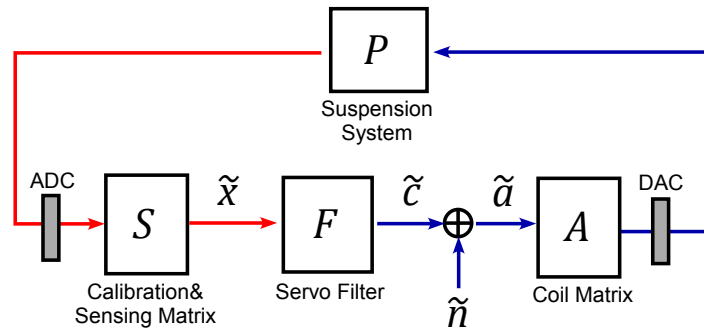 P
Suspension
System
ADC
DAC
S
x̃
F
c̃
ã
A
Calibration&
Sensing Matrix
Servo Filter
ñ
Coil Matrix